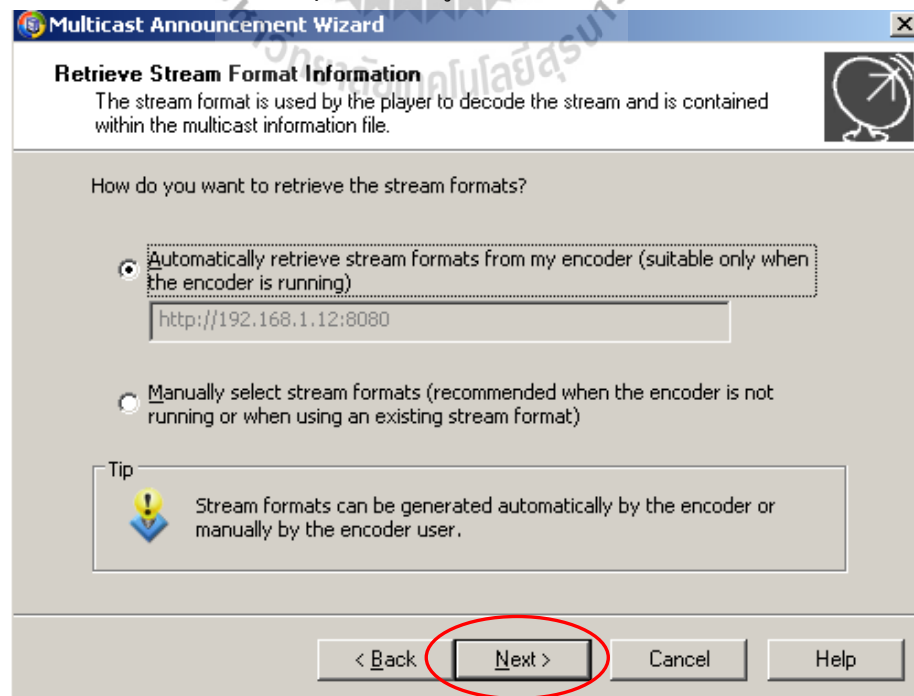 Multicast Announcement Wizard
Retrieve Stream Format Information
The stream format is used by the player to decode the stream and is contained
within the multicast information file.
How do you want to retrieve the stream formats?
Automatically retrieve stream formats from my encoder (suitable only when
the encoder is running)
http://192.168.1.12:8080
Manually select stream formats (recommended when the encoder is not
running or when using an existing stream format)
Tip
Stream formats can be generated automatically by the encoder or
manually by the encoder user.
< Back
Next >
Cancel
Help